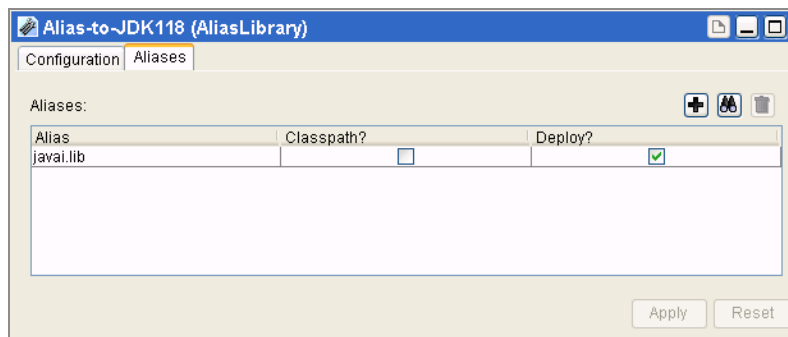 Alias-to-JDK118 (AliasLibrary)
Configuration Aliases
Aliases:
Alias Classpath? Deploy?
javai.lib
Apply Reset